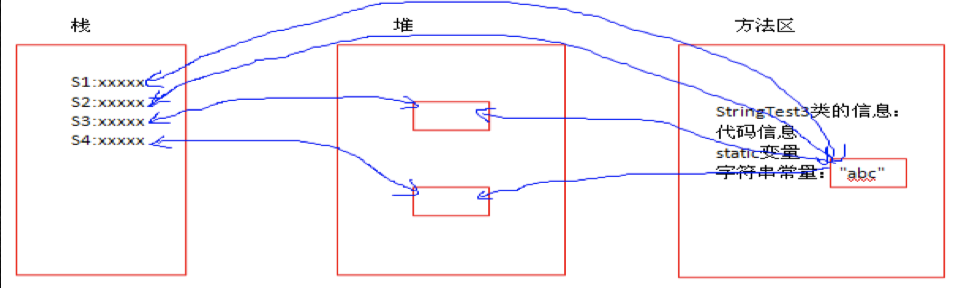 栈
堆
方法区
S1:xxxxx
S2:xxxxx
S3:xxxxx
S4:xxxxx
StringTest3类的信息:
代码信息
static变量
字符串常量: "abc"